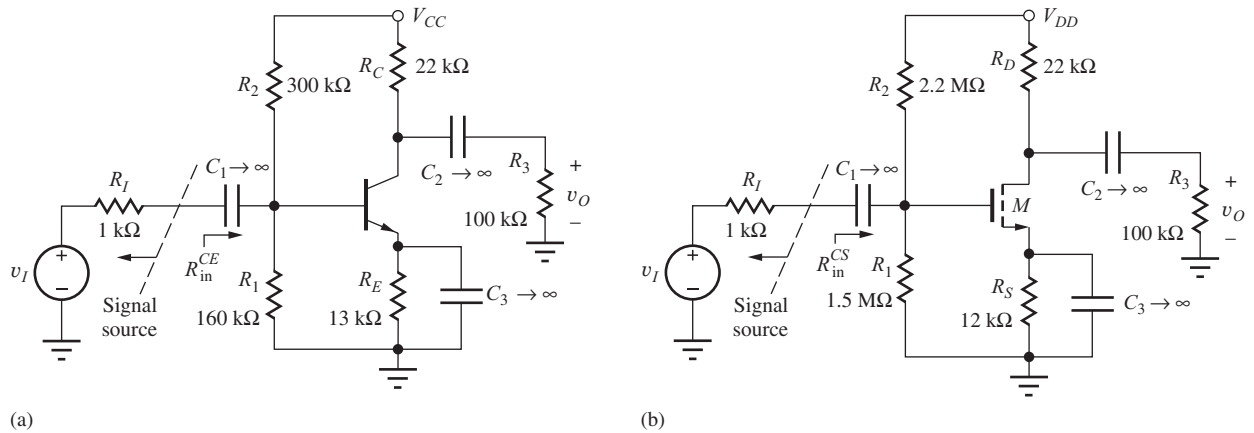 V_CC
R_C
22 kΩ
R_2
300 kΩ
C_1 → ∞
C_2 → ∞
R_3
+
v_O
−
100 kΩ
R_I
1 kΩ
R_in^CE
+
v_I
−
Signal
source
R_1
160 kΩ
R_E
13 kΩ
C_3 → ∞
(a)
V_DD
R_D
22 kΩ
R_2
2.2 MΩ
C_1→∞
M
C_2 → ∞
R_3
+
v_O
−
100 kΩ
R_I
1 kΩ
R_in^CS
+
v_I
−
Signal
source
R_1
1.5 MΩ
R_S
12 kΩ
C_3 → ∞
(b)